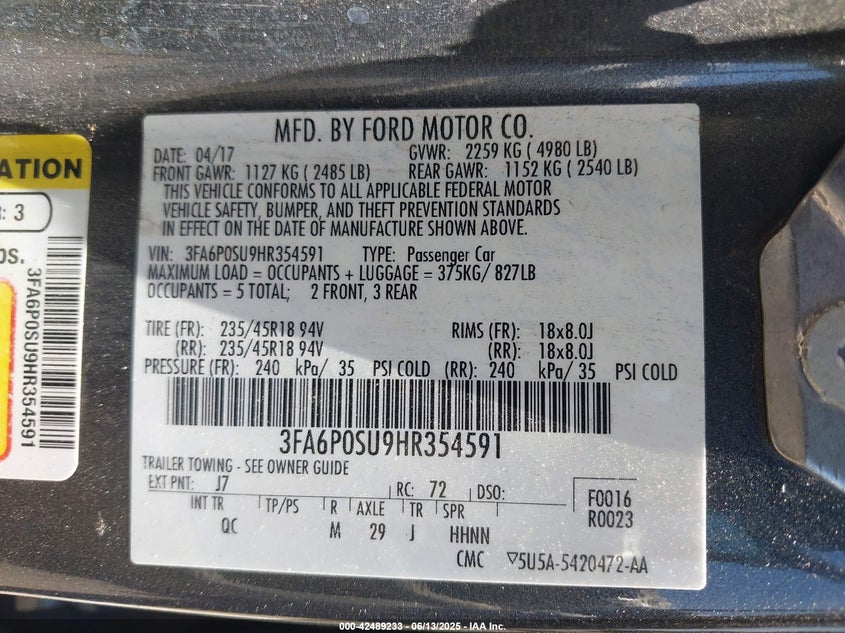 ATION
: 3
os.
3FA6P0SU9HR354591
MFD. BY FORD MOTOR CO.
DATE: 04/17 GVWR: 2259 KG ( 4980 LB)
FRONT GAWR: 1127 KG ( 2485 LB) REAR GAWR: 1152 KG ( 2540 LB)
THIS VEHICLE CONFORMS TO ALL APPLICABLE FEDERAL MOTOR
VEHICLE SAFETY, BUMPER, AND THEFT PREVENTION STANDARDS
IN EFFECT ON THE DATE OF MANUFACTURE SHOWN ABOVE.
VIN: 3FA6P0SU9HR354591 TYPE: Passenger Car
MAXIMUM LOAD = OCCUPANTS + LUGGAGE = 375KG/ 827LB
OCCUPANTS = 5 TOTAL; 2 FRONT, 3 REAR
TIRE (FR): 235/45R18 94V RIMS (FR): 18x8.0J
(RR): 235/45R18 94V (RR): 18x8.0J
PRESSURE (FR): 240 kPa/ 35 PSI COLD (RR): 240 kPa/ 35 PSI COLD
3FA6P0SU9HR354591
TRAILER TOWING - SEE OWNER GUIDE
EXT PNT: J7 RC: 72 DSO: F0016
INT TR TP/PS R AXLE TR SPR R0023
QC M 29 J HHNN
CMC ▽5U5A-5420472-AA
000-42489233 - 06/13/2025 - IAA Inc.